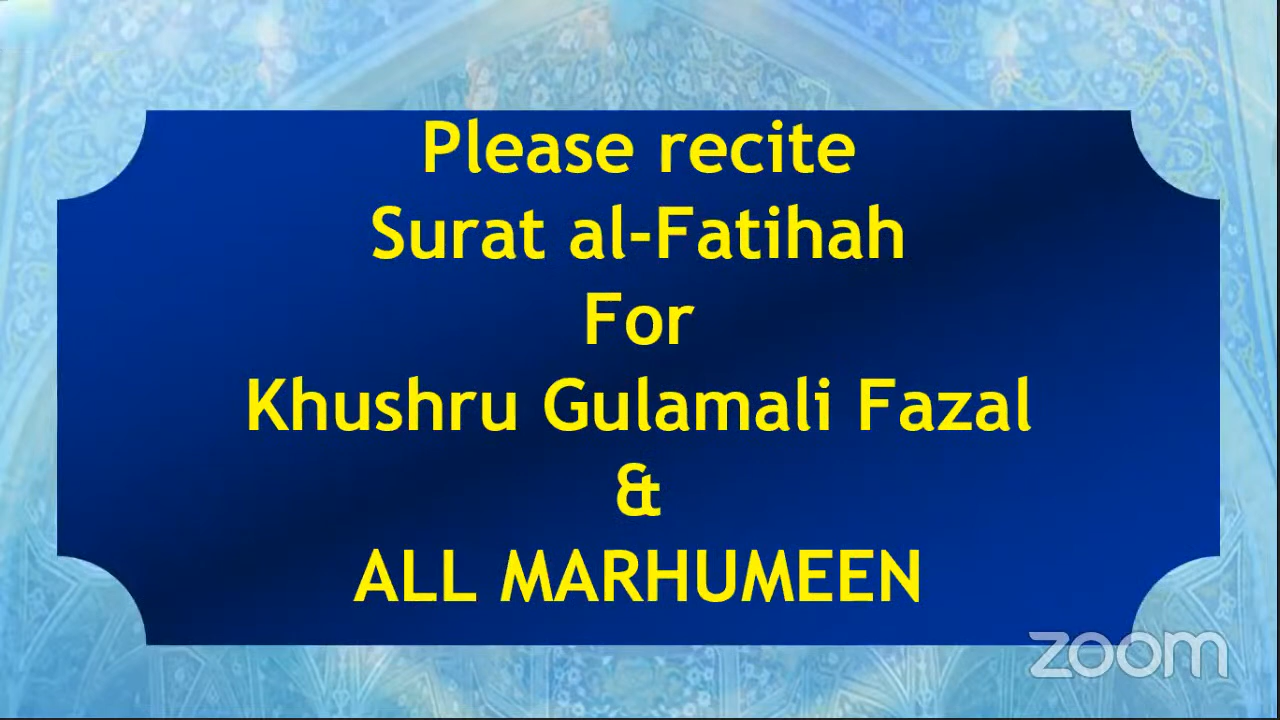 Please recite
Surat al-Fatihah
For
Khushru Gulamali Fazal
&
ALL MARHUMEEN
zoom